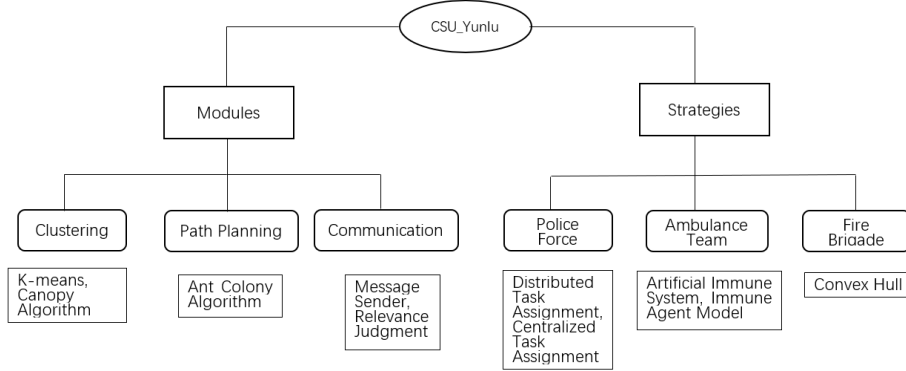 CSU_Yunlu
Modules
Strategies
Clustering
Path Planning
Communication
Police
Force
Ambulance
Team
Fire
Brigade
K-means,
Canopy
Algorithm
Ant Colony
Algorithm
Message
Sender,
Relevance
Judgment
Distributed
Task
Assignment,
Centralized
Task
Assignment
Artificial Immune
System, Immune
Agent Model
Convex Hull